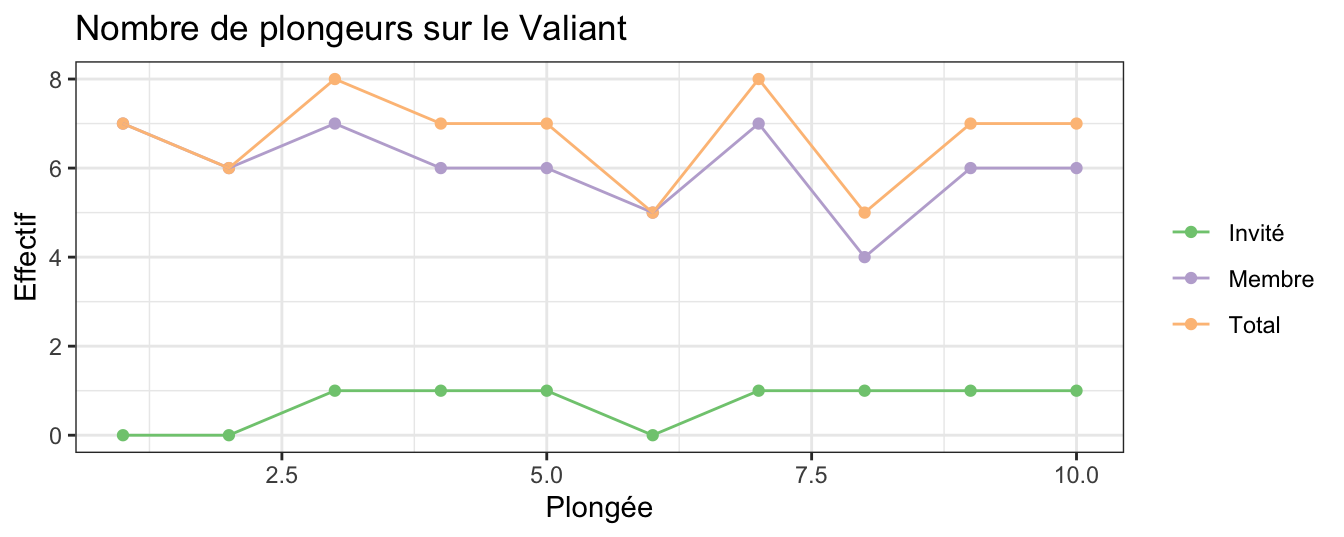 Nombre de plongeurs sur le Valiant
8
6
4
2
0
Effectif
2.5 5.0 7.5 10.0
Plongée
Invité
Membre
Total